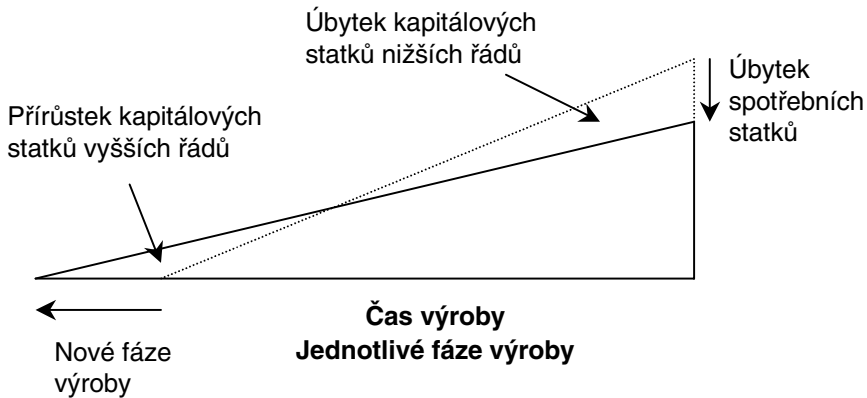 Úbytek kapitálových
statků nižších řádů
Úbytek
spotřebních
statků
Přírůstek kapitálových
statků vyšších řádů
Čas výroby
Jednotlivé fáze výroby
Nové fáze
výroby